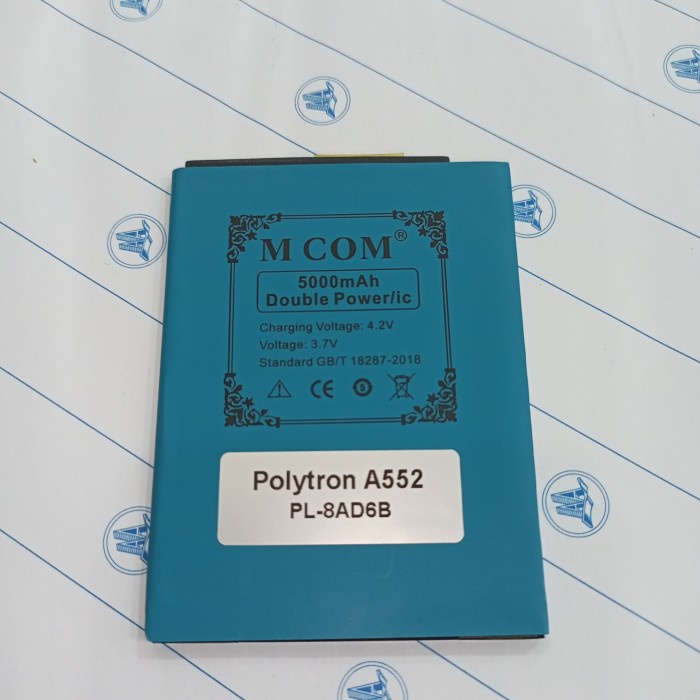 M COM®
5000mAh
Double Power/ic
Charging Voltage: 4.2V
Voltage: 3.7V
Standard GB/T 18287-2018
CE
Polytron A552
PL-8AD6B